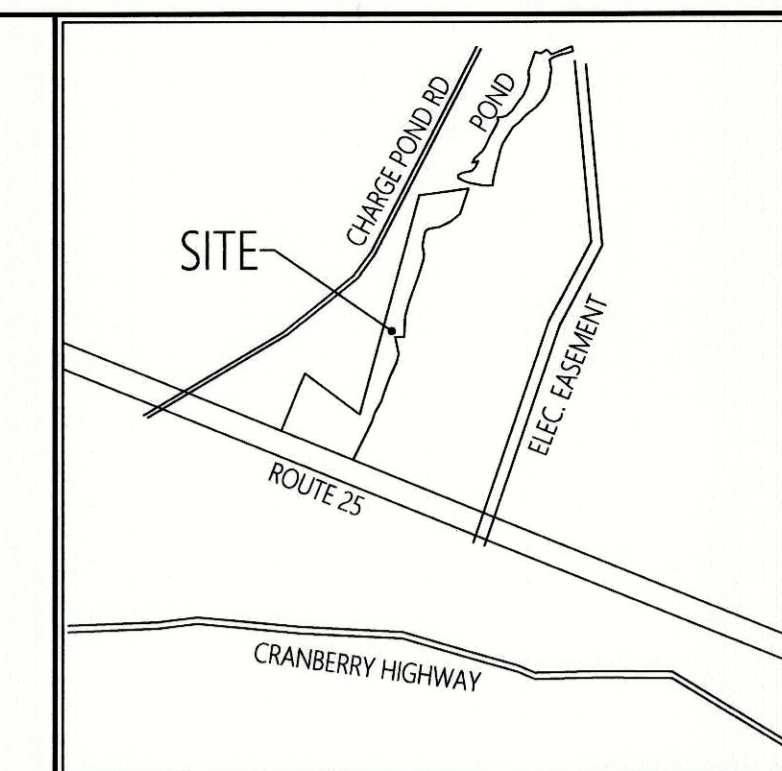 CHARGE POND RD
POND
SITE
ELEC. EASEMENT
ROUTE 25
CRANBERRY HIGHWAY